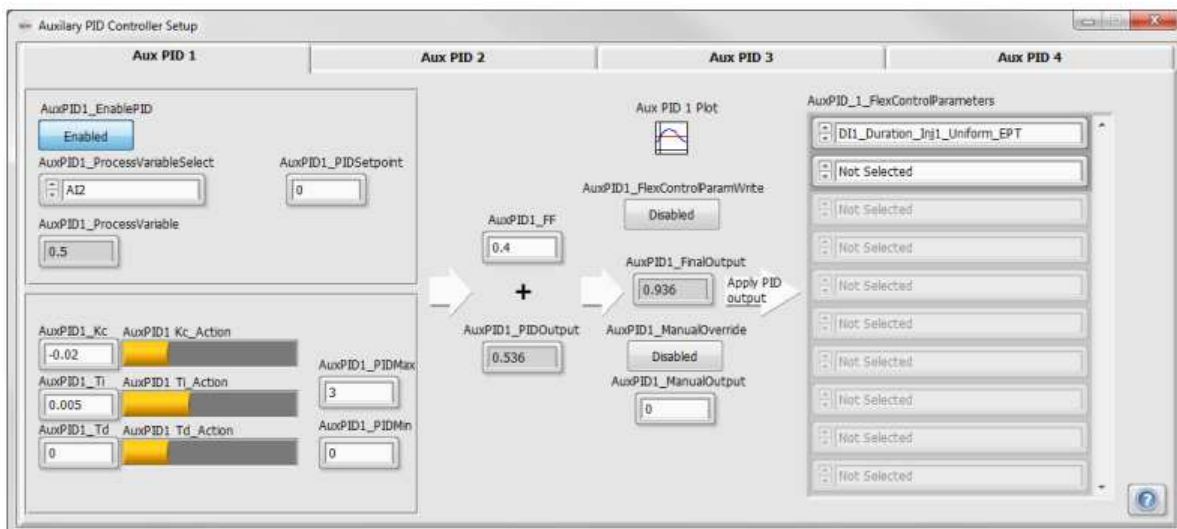 Auxilary PID Controller Setup
Aux PID 1
Aux PID 2
Aux PID 3
Aux PID 4
AuxPID1_EnablePID
Enabled
AuxPID1_ProcessVariableSelect
AI2
AuxPID1_PIDSetpoint
0
AuxPID1_ProcessVariable
0.5
AuxPID1_Kc
-0.02
AuxPID1 Kc_Action
AuxPID1_Ti
0.005
AuxPID1 Ti_Action
AuxPID1_Td
0
AuxPID1 Td_Action
AuxPID1_PIDMax
3
AuxPID1_PIDMin
0
AuxPID1_FF
0.4
+
AuxPID1_PIDOutput
0.536
Aux PID 1 Plot
AuxPID1_FlexControlParamWrite
Disabled
AuxPID1_FinalOutput
0.936
Apply PID
output
AuxPID1_ManualOverride
Disabled
AuxPID1_ManualOutput
0
AuxPID_1_FlexControlParameters
DI1_Duration_Inj1_Uniform_EPT
Not Selected
Not Selected
Not Selected
Not Selected
Not Selected
Not Selected
Not Selected
Not Selected
Not Selected
?